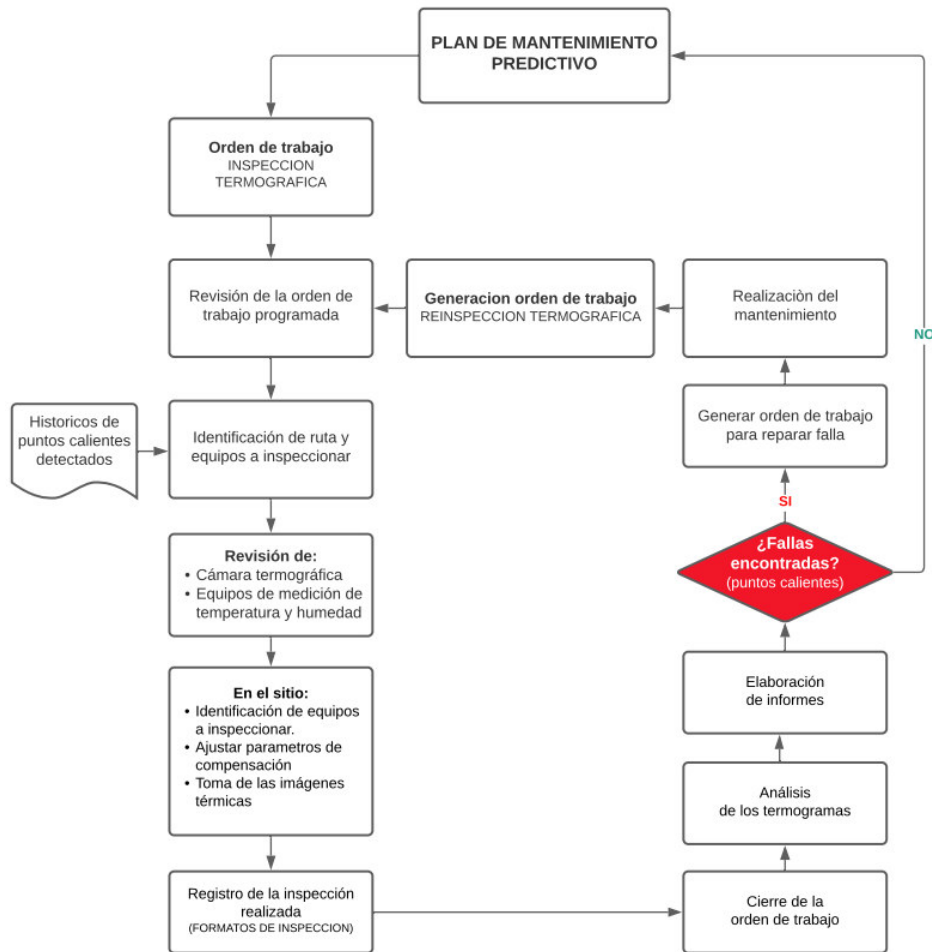 PLAN DE MANTENIMIENTO
PREDICTIVO
Orden de trabajo
INSPECCION
TERMOGRAFICA
Revisión de la orden de
trabajo programada
Generacion orden de trabajo
REINSPECCION TERMOGRAFICA
Realizaciòn del
mantenimiento
NO
Historicos de
puntos calientes
detectados
Identificación de ruta y
equipos a inspeccionar
Generar orden de trabajo
para reparar falla
SI
Revisión de:
• Cámara termográfica
• Equipos de medición de
temperatura y humedad
¿Fallas
encontradas?
(puntos calientes)
En el sitio:
• Identificación de equipos
a inspeccionar.
• Ajustar parametros de
compensación
• Toma de las imágenes
térmicas
Elaboración
de informes
Análisis
de los termogramas
Registro de la inspección
realizada
(FORMATOS DE INSPECCION)
Cierre de la
orden de trabajo